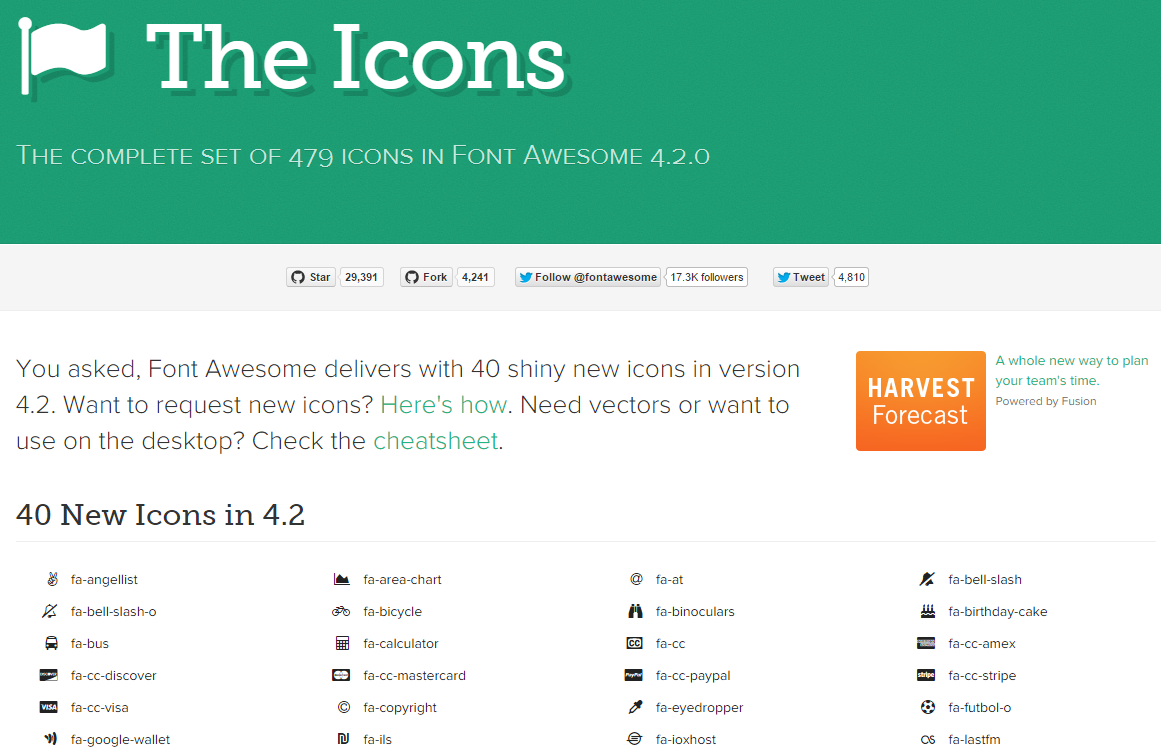 The Icons
The complete set of 479 icons in Font Awesome 4.2.0
Star 29,391 Fork 4,241 Follow @fontawesome 17.3K followers Tweet 4,810
You asked, Font Awesome delivers with 40 shiny new icons in version
4.2. Want to request new icons? Here's how. Need vectors or want to
use on the desktop? Check the cheatsheet.
HARVEST
Forecast
A whole new way to plan
your team's time.
Powered by Fusion
40 New Icons in 4.2
fa-angellist fa-area-chart @ fa-at fa-bell-slash
fa-bell-slash-o fa-bicycle fa-binoculars fa-birthday-cake
fa-bus fa-calculator CC fa-cc fa-cc-amex
DISCOVER fa-cc-discover fa-cc-mastercard PayPal fa-cc-paypal stripe fa-cc-stripe
VISA fa-cc-visa © fa-copyright fa-eyedropper fa-futbol-o
fa-google-wallet ₪ fa-ils fa-ioxhost fa-lastfm